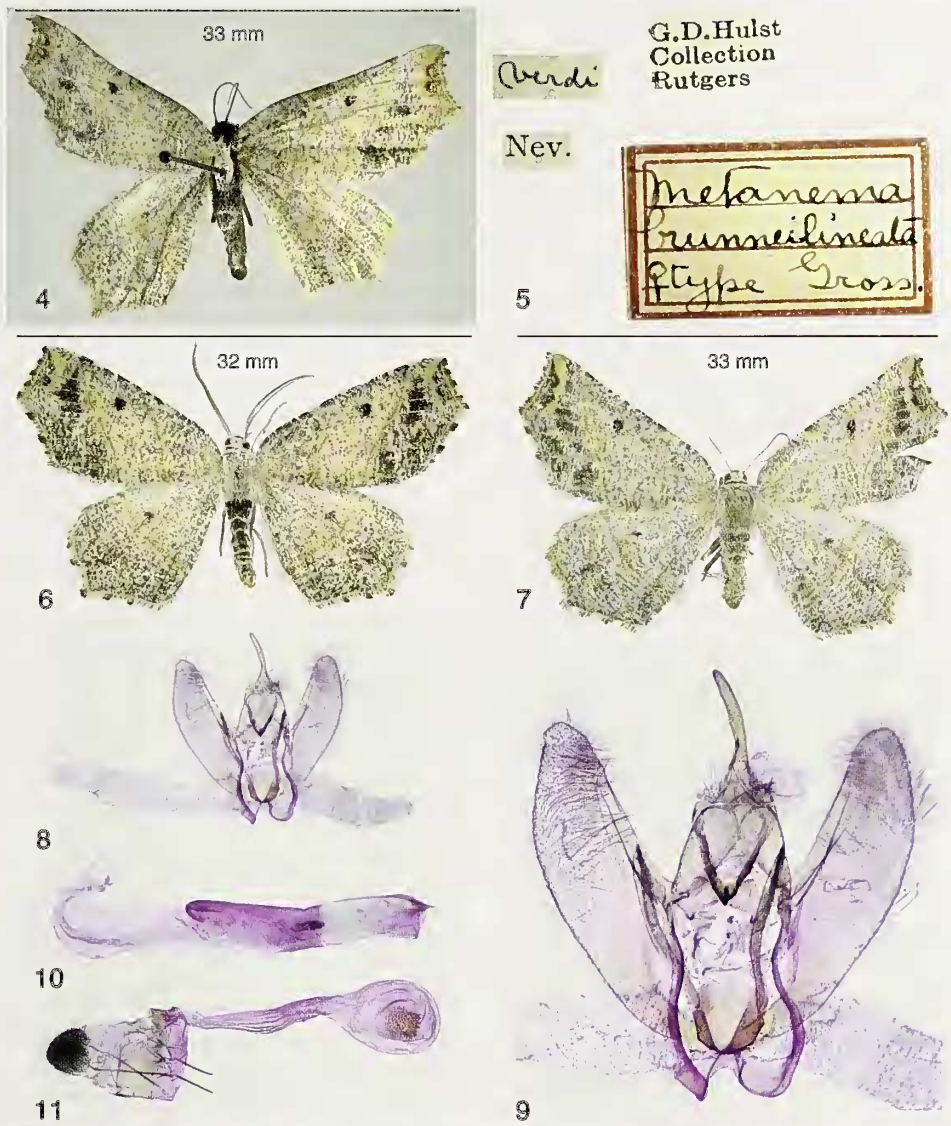 33 mm
4
Verdi
G.D.Hulst
Collection
Rutgers
Nev.
Metanema
brunneilineata
♀type Gross.
5
32 mm
6
33 mm
7
8
10
11
9